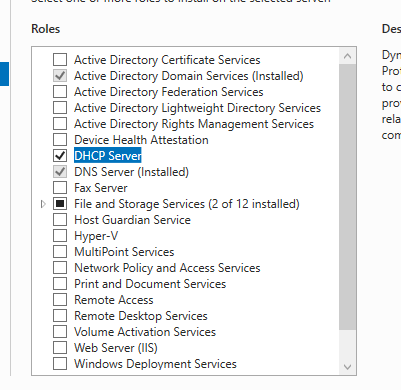 Select one or more roles to install on the selected server.
Roles
Des
Active Directory Certificate Services
Active Directory Domain Services (Installed)
Active Directory Federation Services
Active Directory Lightweight Directory Services
Active Directory Rights Management Services
Device Health Attestation
DHCP Server
DNS Server (Installed)
Fax Server
File and Storage Services (2 of 12 installed)
Host Guardian Service
Hyper-V
MultiPoint Services
Network Policy and Access Services
Print and Document Services
Remote Access
Remote Desktop Services
Volume Activation Services
Web Server (IIS)
Windows Deployment Services
Dyn
Prov
to c
prov
rela
com